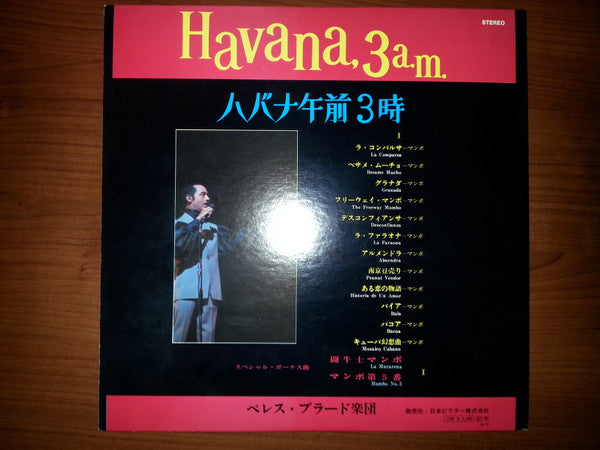 STEREO
Havana, 3 a.m.
ハバナ午前3時
I
ラ・コンパルサ—マンボ
La Comparsa
ベサメ・ムーチョ—マンボ
Besame Mucho
グラナダ—マンボ
Granada
フリーウェイ・マンボ—マンボ
The Freeway Mambo
デスコンフィアンサ—マンボ
Desconfianza
ラ・ファラオナ—マンボ
La Faraona
アルメンドラ—マンボ
Almendra
南京豆売り—マンボ
Peanut Vendor
ある恋の物語—マンボ
Historia de Un Amor
バイア—マンボ
Baia
バコア—マンボ
Bacoa
キューバ幻想曲—マンボ
Mosaico Cubano
闘牛士マンボ
La Macarena
スペシャル・ボーナス曲
マンボ第5番
Mambo No.5
I
ペレス・プラード楽団
発売元:日本ビクター株式会社